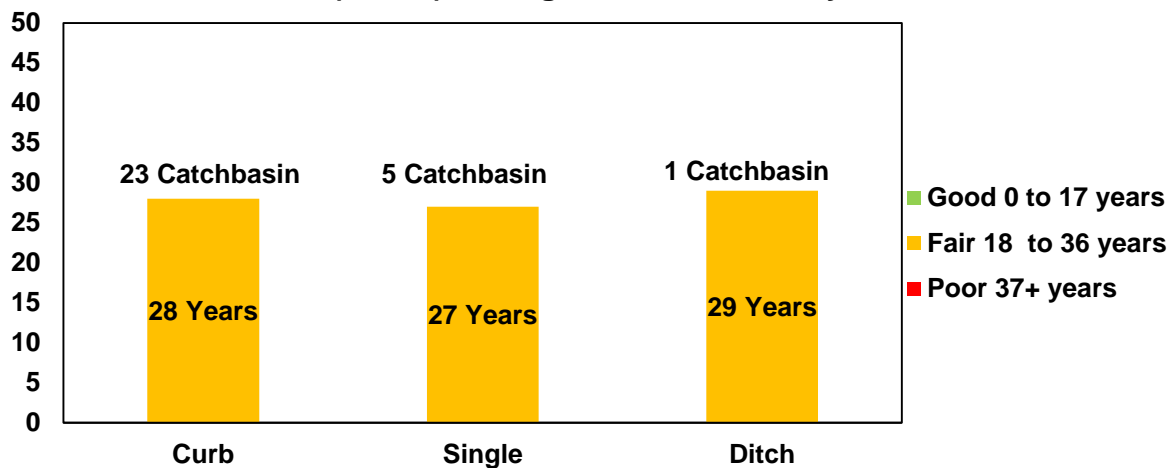 50
45
40
35
30
25
20
15
10
5
0
23 Catchbasin
5 Catchbasin
1 Catchbasin
28 Years
27 Years
29 Years
Curb
Single
Ditch
Good 0 to 17 years
Fair 18 to 36 years
Poor 37+ years